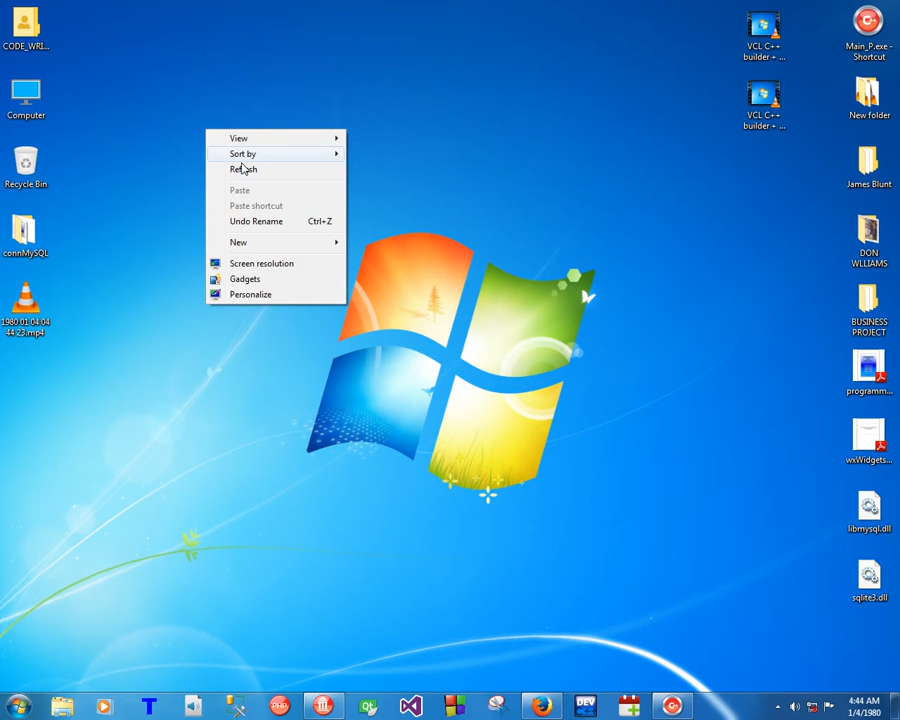 CODE_WRI...
Computer
Recycle Bin
connMySQL
1980 01 04 04
44 23.mp4
View
Sort by
Refresh
Paste
Paste shortcut
Undo Rename Ctrl+Z
New
Screen resolution
Gadgets
Personalize
VCL C++
builder + ...
VCL C++
builder + ...
Main_P.exe -
Shortcut
New folder
James Blunt
DON
WLLIAMS
BUSINESS
PROJECT
programm...
wxWidgets...
libmysql.dll
sqlite3.dll
T
PHP
Qt
DEV
4:44 AM
1/4/1980